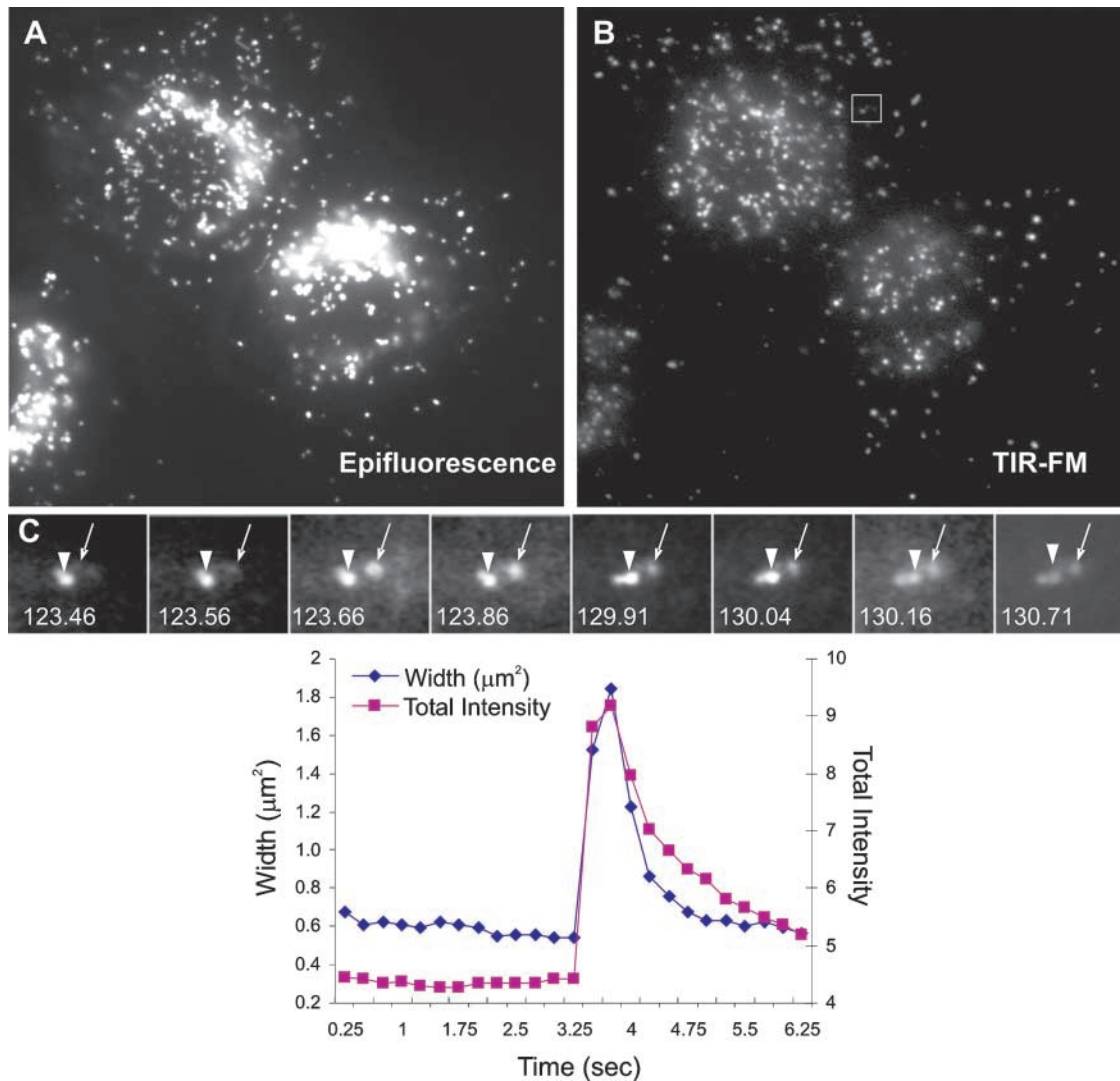 A
B
Epifluorescence
TIR-FM
C
123.46 123.56 123.66 123.86 129.91 130.04 130.16 130.71
Width (μm²)
Total Intensity
2
1.8
1.6
1.4
1.2
1.0
0.8
0.6
0.4
0.2
Width (μm²)
10
9
8
7
6
5
4
Total Intensity
0.25 1 1.75 2.5 3.25 4 4.75 5.5 6.25
Time (sec)